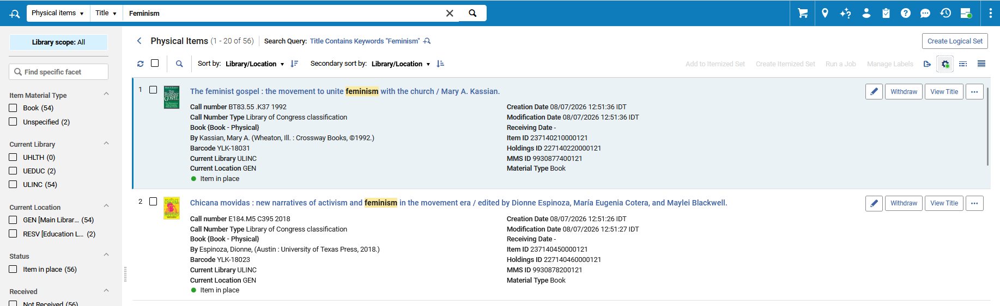 Physical items
Title
Feminism
Library scope: All
Find specific facet
Item Material Type
Book (54)
Unspecified (2)
Current Library
UHLTH (0)
UEDUC (2)
ULINC (54)
Current Location
GEN [Main Librar... (54)
RESV [Education L... (2)
Status
Item in place (56)
Received
Not Received (56)
Physical Items (1 - 20 of 56)
Search Query: Title Contains Keywords "Feminism"
Create Logical Set
Sort by: Library/Location
Secondary sort by: Library/Location
Add to Itemized Set
Create Itemized Set
Run a Job
Manage Labels
1
The feminist gospel : the movement to unite feminism with the church / Mary A. Kassian.
Withdraw
View Title
Call number BT83.55 .K37 1992
Call Number Type Library of Congress classification
Book {Book - Physical}
By Kassian, Mary A. (Wheaton, Ill. : Crossway Books, ©1992.)
Barcode YLK-18031
Current Library ULINC
Current Location GEN
Item in place
Creation Date 08/07/2026 12:51:36 IDT
Modification Date 08/07/2026 12:51:36 IDT
Receiving Date -
Item ID 237140210000121
Holdings ID 227140220000121
MMS ID 9930877400121
Material Type Book
2
Chicana movidas : new narratives of activism and feminism in the movement era / edited by Dionne Espinoza, María Eugenia Cotera, and Maylei Blackwell.
Withdraw
View Title
Call number E184.M5 C395 2018
Call Number Type Library of Congress classification
Book {Book - Physical}
By Espinoza, Dionne, (Austin : University of Texas Press, 2018.)
Barcode YLK-18023
Current Library ULINC
Current Location GEN
Item in place
Creation Date 08/07/2026 12:51:26 IDT
Modification Date 08/07/2026 12:51:27 IDT
Receiving Date -
Item ID 237140450000121
Holdings ID 227140460000121
MMS ID 9930878200121
Material Type Book